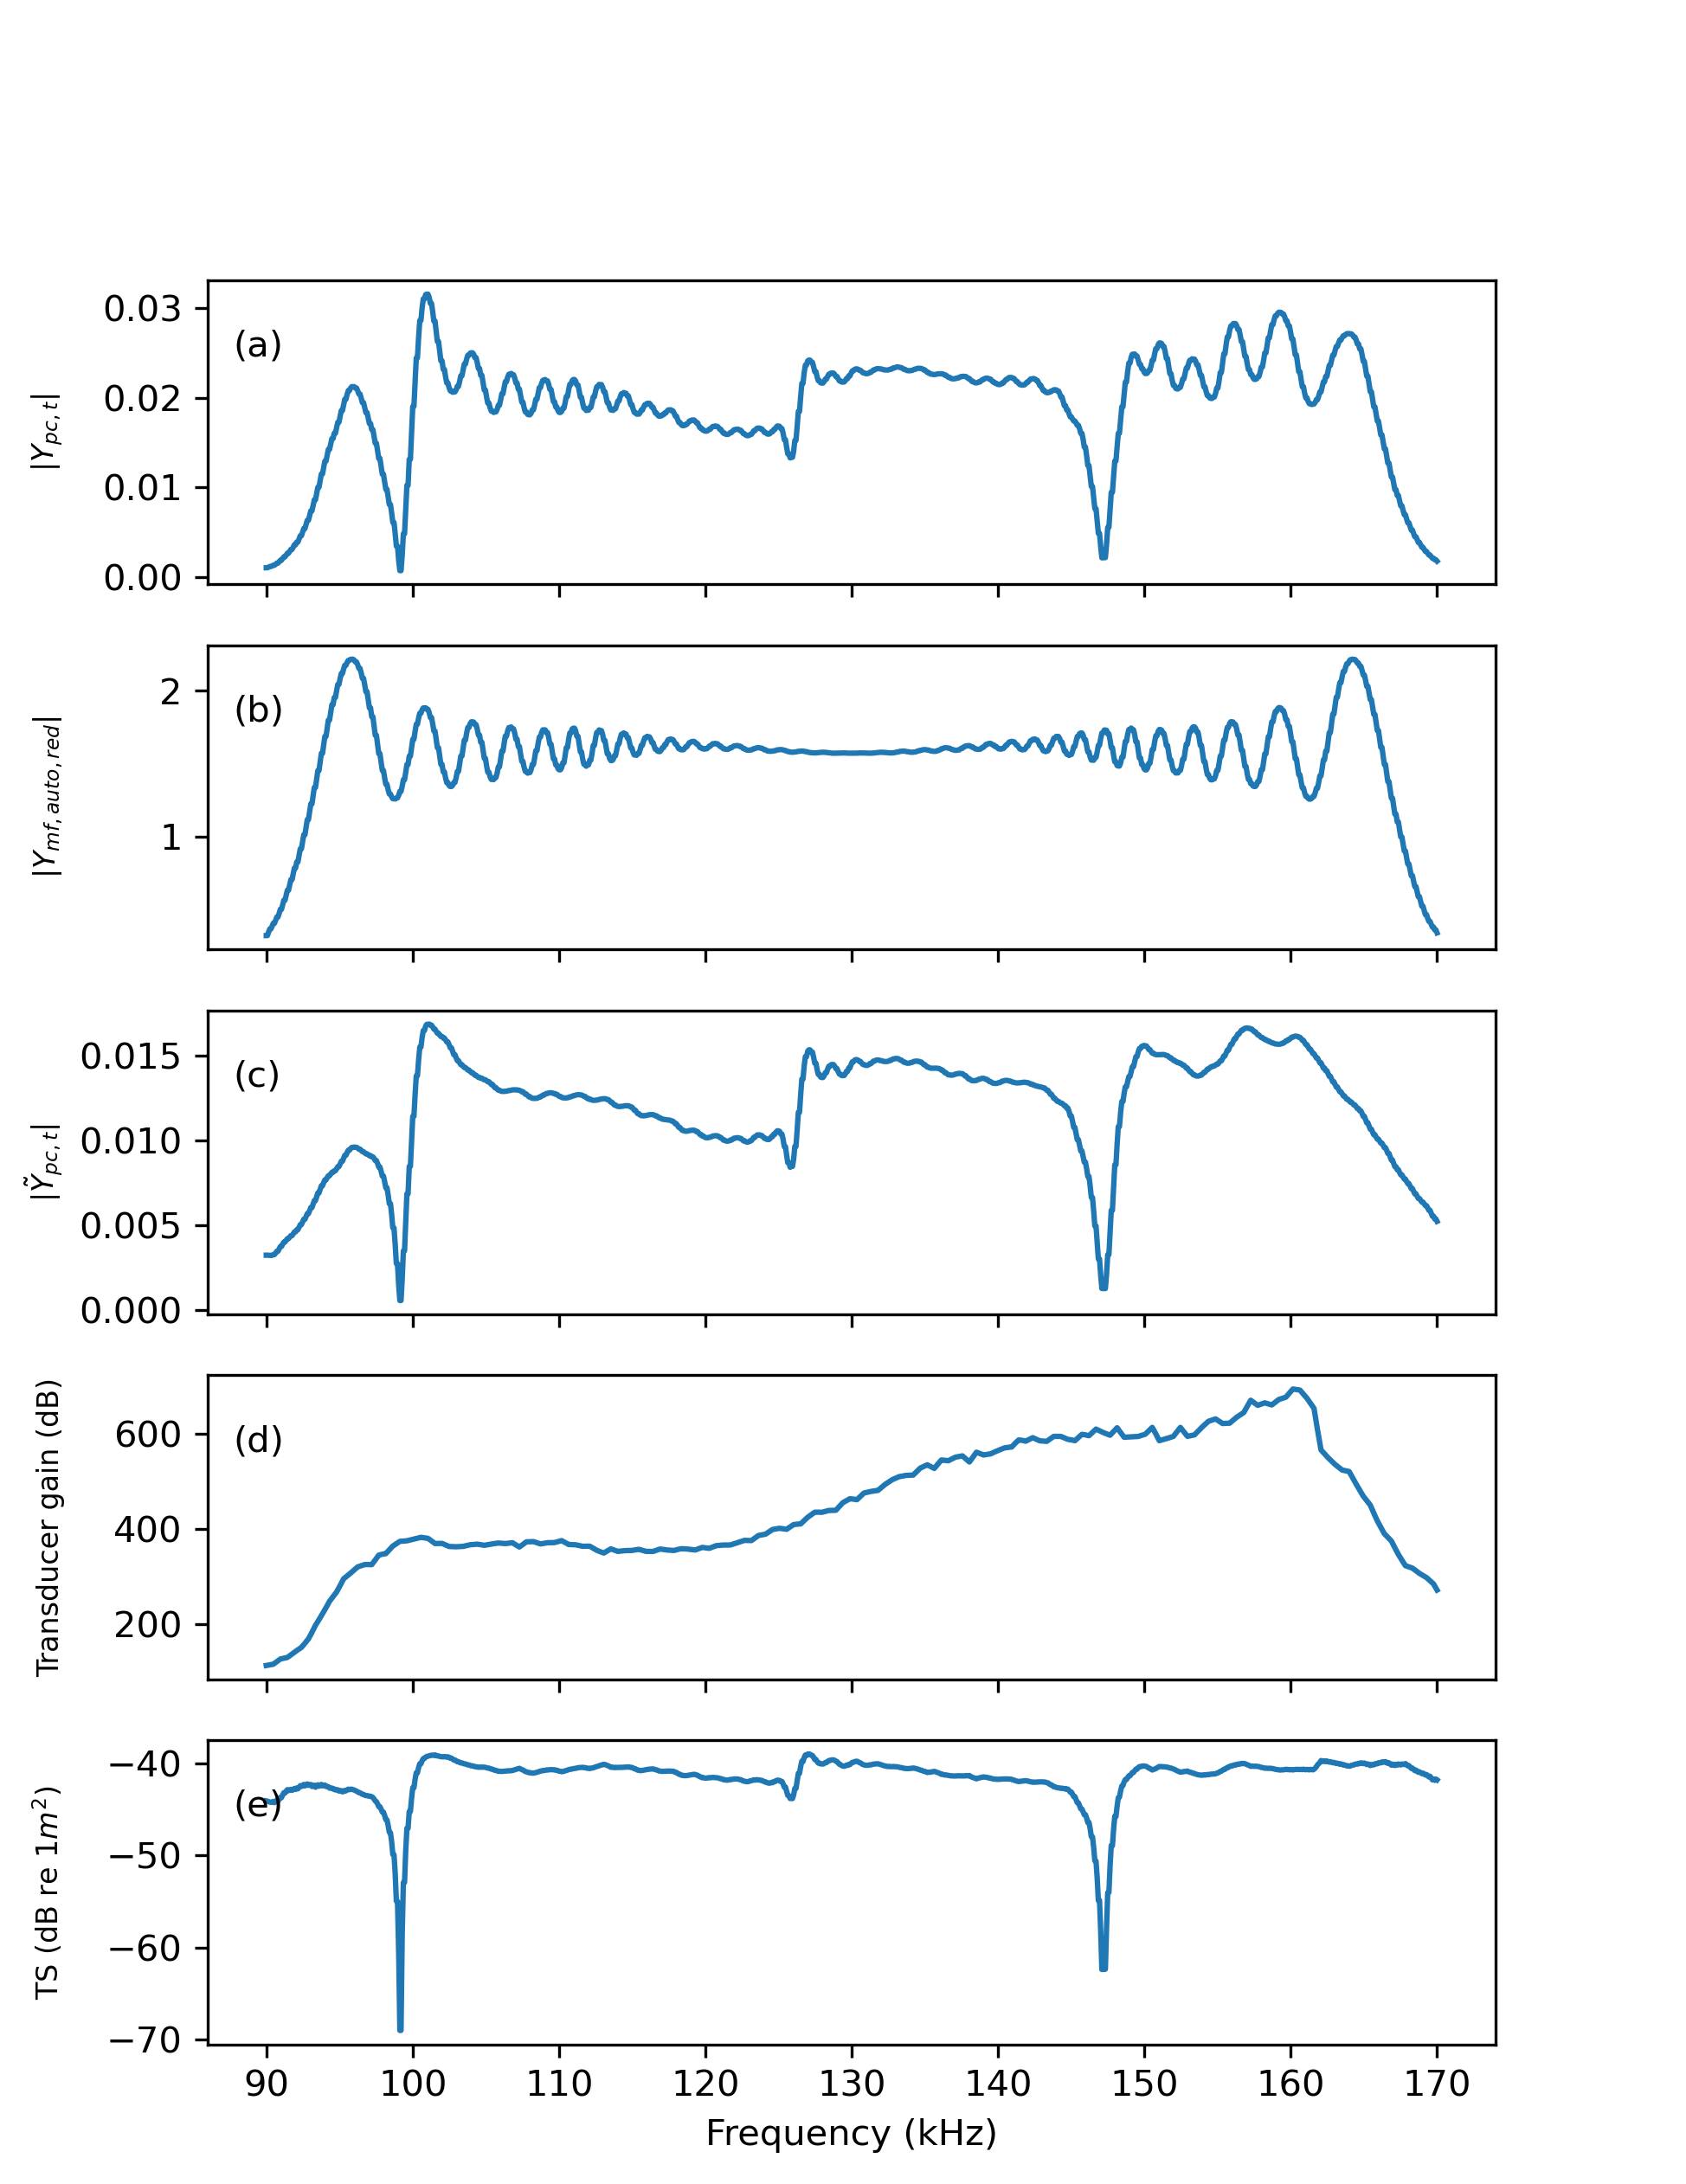 0.03
0.02
0.01
0.00
|Y_{pc,t}|
(a)
2
1
|Y_{mf,auto,red}|
(b)
0.015
0.010
0.005
0.000
|Ỹ_{pc,t}|
(c)
600
400
200
Transducer gain (dB)
(d)
−40
−50
−60
−70
TS (dB re 1m²)
(e)
90 100 110 120 130 140 150 160 170
Frequency (kHz)